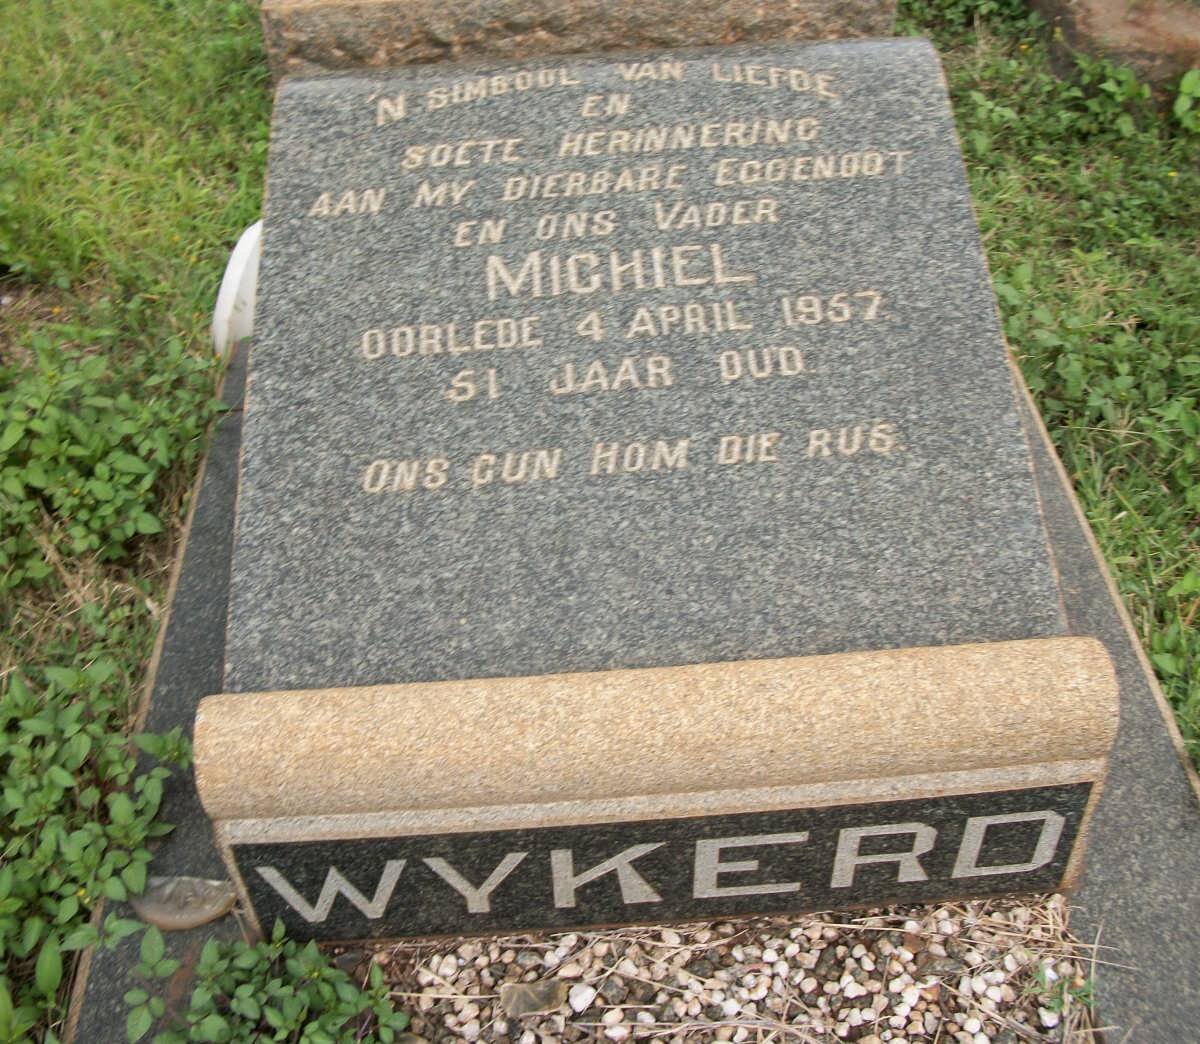 'N SIMBOOL VAN LIEFDE
EN
SOETE HERINNERING
AAN MY DIERBARE EGGENOOT
EN ONS VADER
MICHIEL
OORLEDE 4 APRIL 1957.
51 JAAR OUD.
ONS GUN HOM DIE RUS.
WYKERD